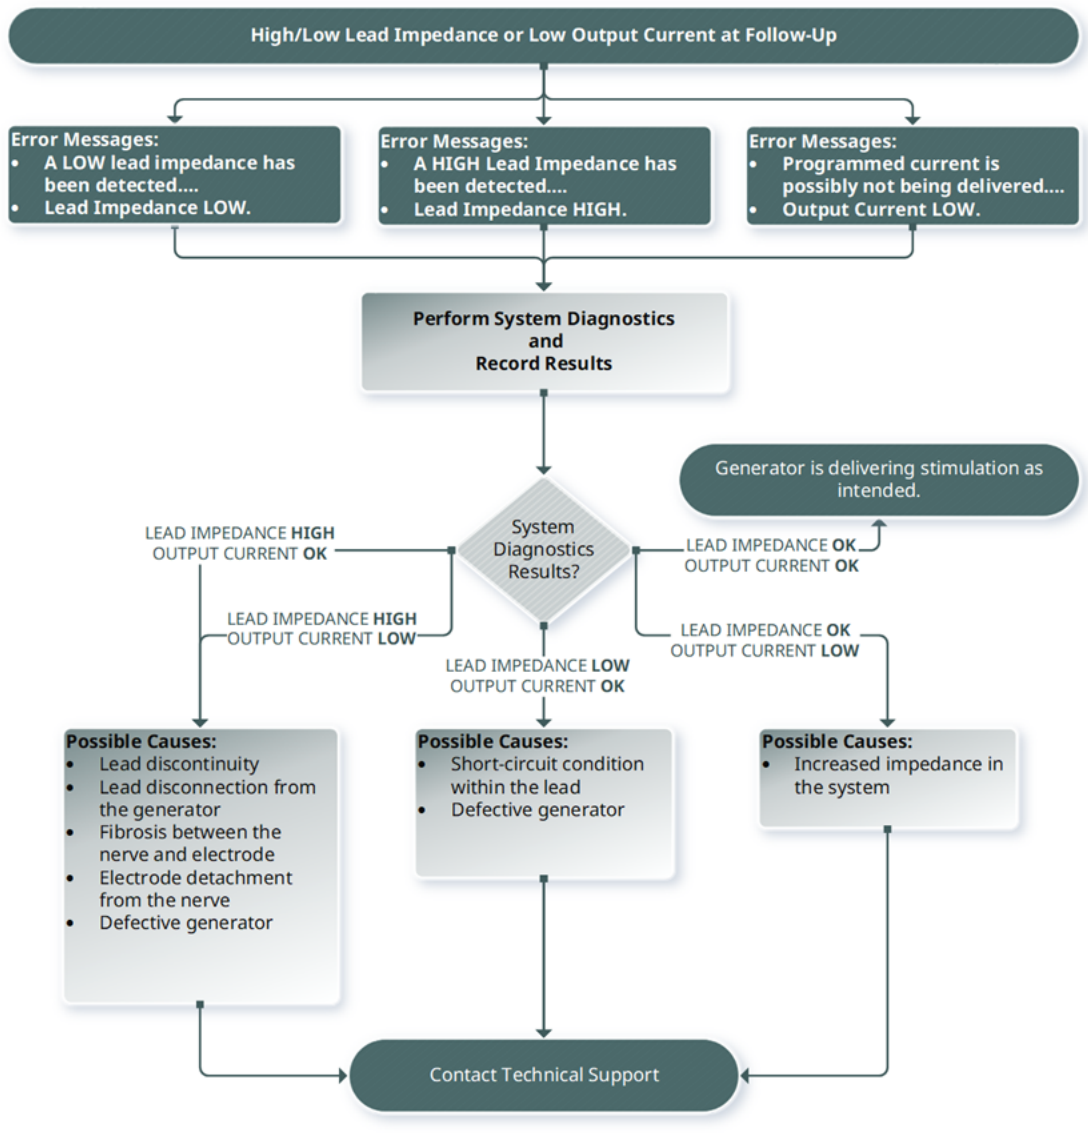 High/Low Lead Impedance or Low Output Current at Follow-Up
Error Messages:
• A LOW lead impedance has
been detected....
• Lead Impedance LOW.
Error Messages:
• A HIGH Lead Impedance has
been detected....
• Lead Impedance HIGH.
Error Messages:
• Programmed current is
possibly not being delivered....
• Output Current LOW.
Perform System Diagnostics
and
Record Results
Generator is delivering stimulation as
intended.
System
Diagnostics
Results?
LEAD IMPEDANCE HIGH
OUTPUT CURRENT OK
LEAD IMPEDANCE OK
OUTPUT CURRENT OK
LEAD IMPEDANCE HIGH
OUTPUT CURRENT LOW
LEAD IMPEDANCE LOW
OUTPUT CURRENT OK
LEAD IMPEDANCE OK
OUTPUT CURRENT LOW
Possible Causes:
• Lead discontinuity
• Lead disconnection from
the generator
• Fibrosis between the
nerve and electrode
• Electrode detachment
from the nerve
• Defective generator
Possible Causes:
• Short-circuit condition
within the lead
• Defective generator
Possible Causes:
• Increased impedance in
the system
Contact Technical Support